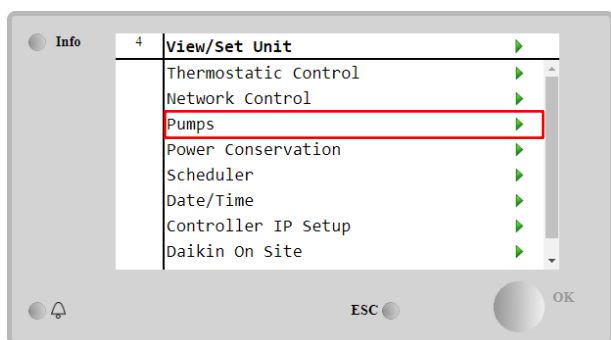 Info
4 View/Set Unit
Thermostatic Control
Network Control
Pumps
Power Conservation
Scheduler
Date/Time
Controller IP Setup
Daikin On Site
ESC
OK